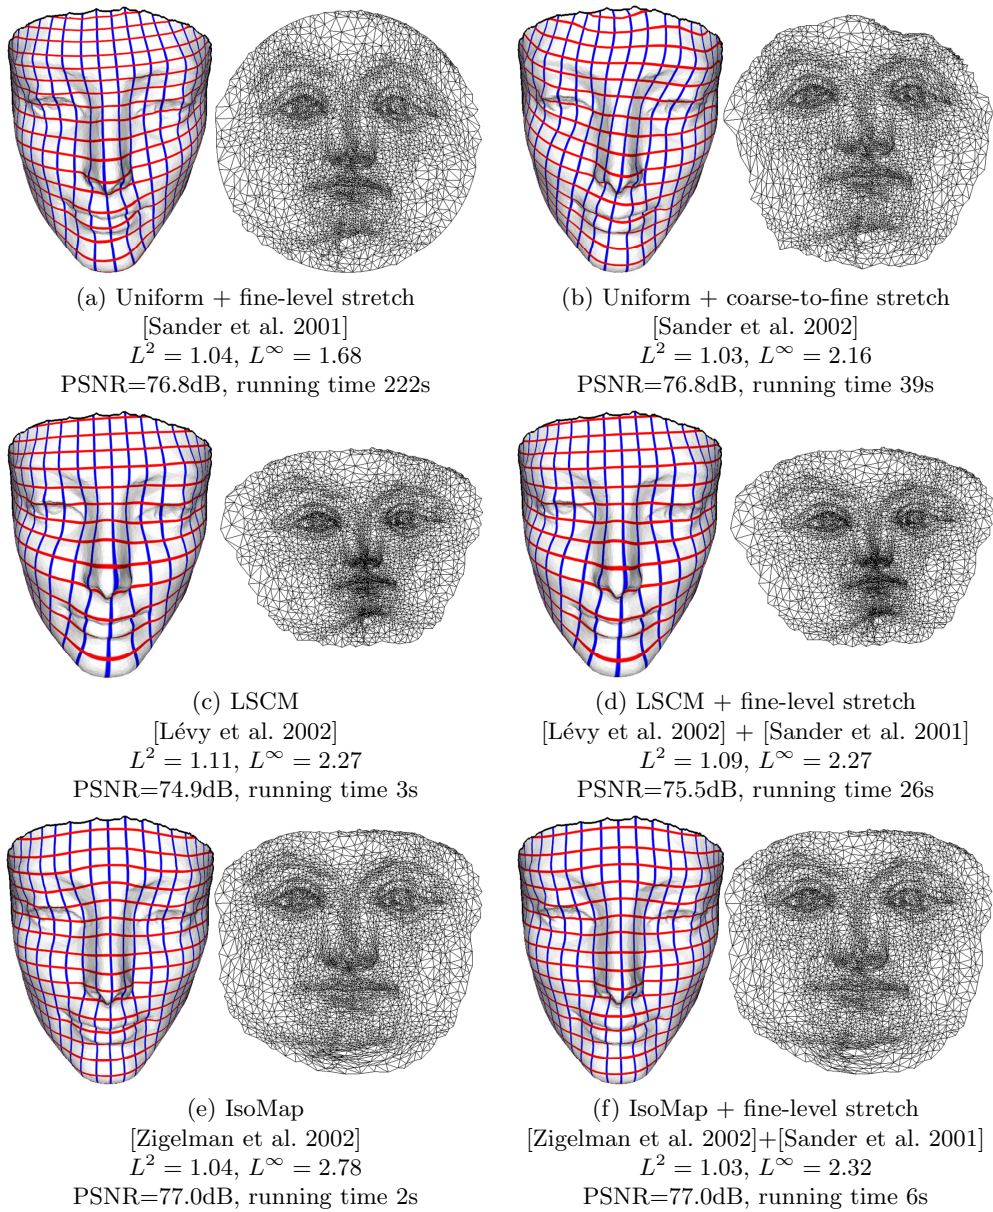 (a) Uniform + fine-level stretch
[Sander et al. 2001]
L² = 1.04, L∞ = 1.68
PSNR=76.8dB, running time 222s
(b) Uniform + coarse-to-fine stretch
[Sander et al. 2002]
L² = 1.03, L∞ = 2.16
PSNR=76.8dB, running time 39s
(c) LSCM
[Lévy et al. 2002]
L² = 1.11, L∞ = 2.27
PSNR=74.9dB, running time 3s
(d) LSCM + fine-level stretch
[Lévy et al. 2002] + [Sander et al. 2001]
L² = 1.09, L∞ = 2.27
PSNR=75.5dB, running time 26s
(e) IsoMap
[Zigelman et al. 2002]
L² = 1.04, L∞ = 2.78
PSNR=77.0dB, running time 2s
(f) IsoMap + fine-level stretch
[Zigelman et al. 2002]+[Sander et al. 2001]
L² = 1.03, L∞ = 2.32
PSNR=77.0dB, running time 6s